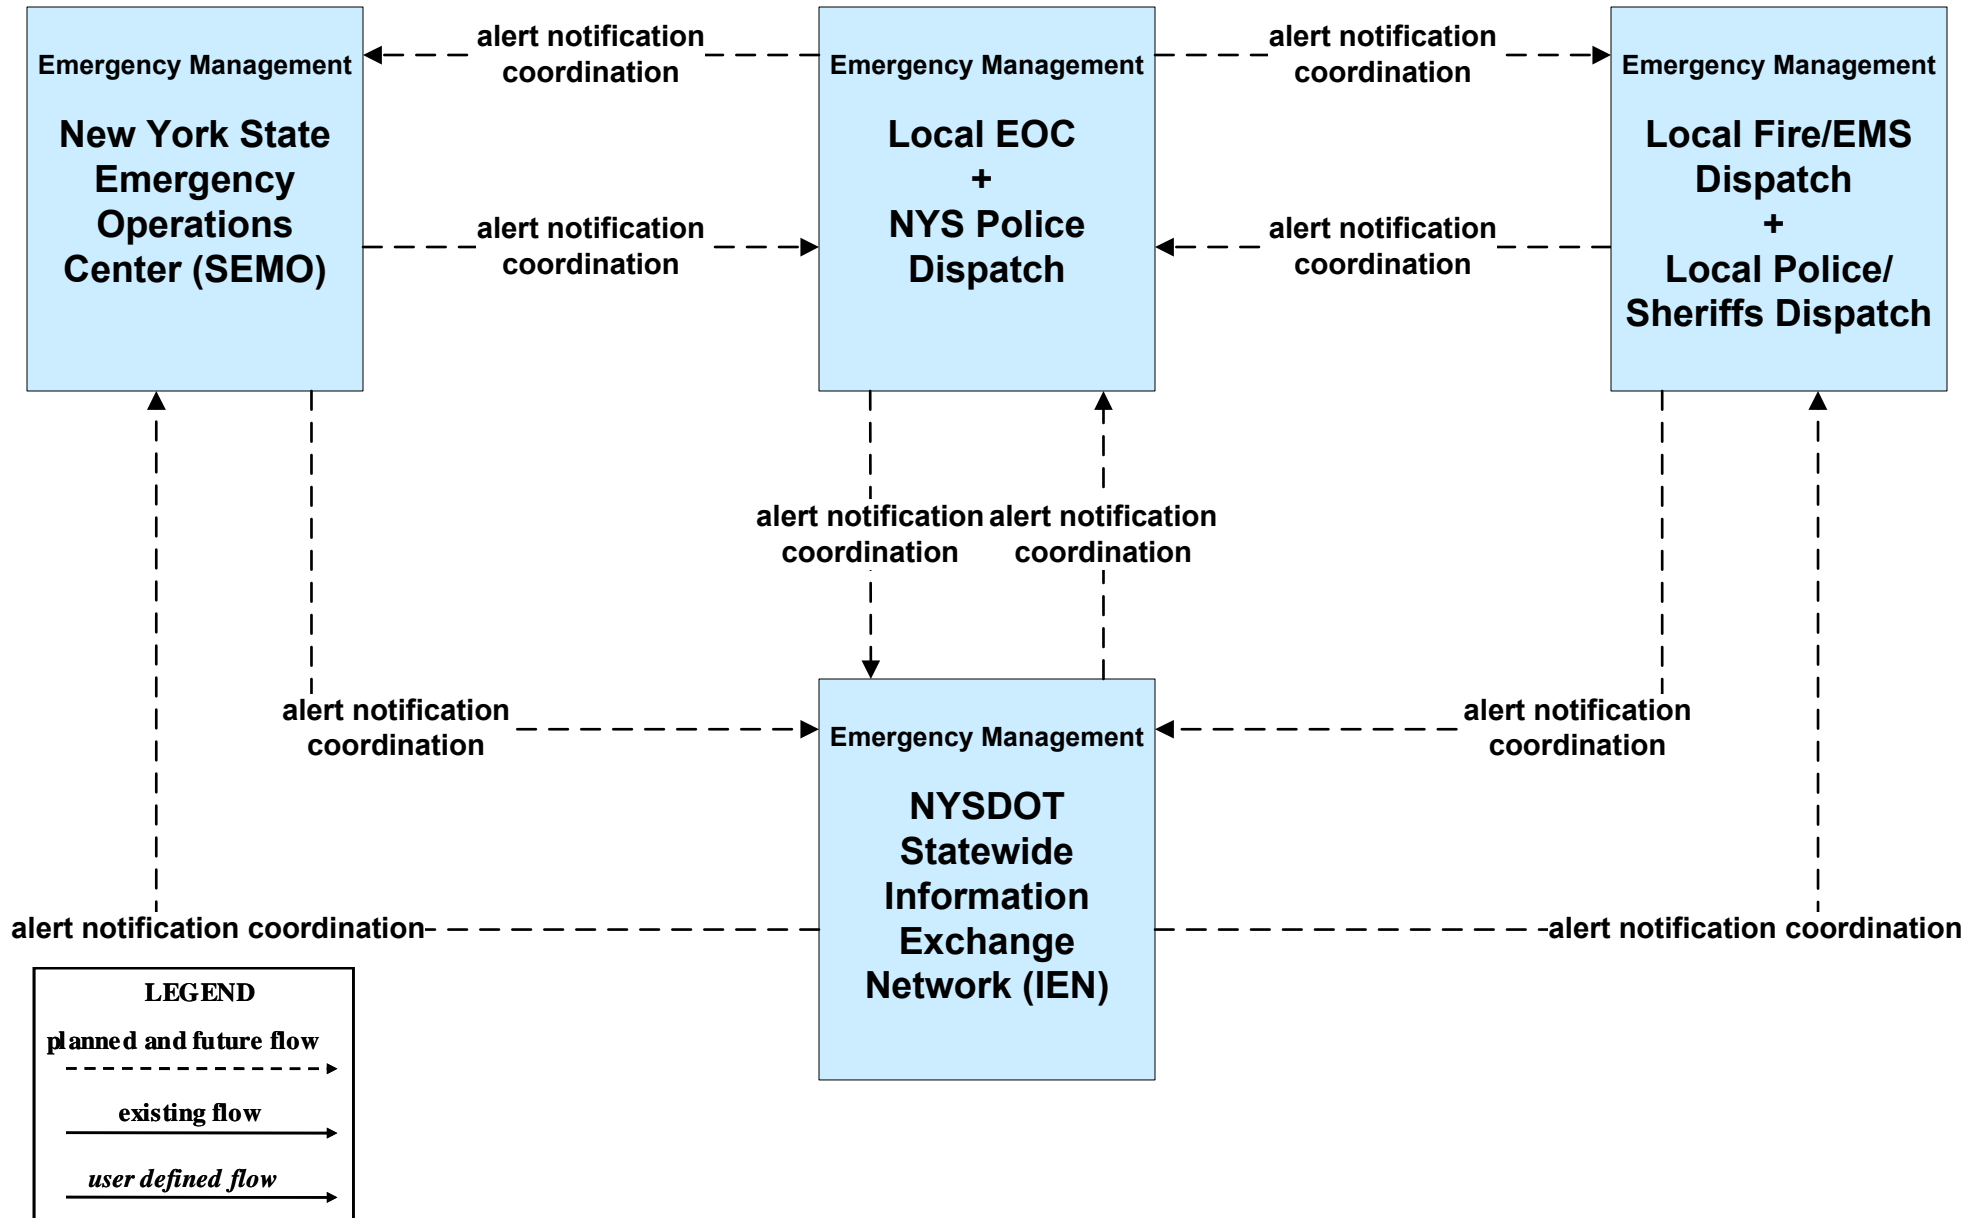 Emergency Management
New York State
Emergency
Operations
Center (SEMO)
alert notification
coordination
alert notification
coordination
Emergency Management
Local EOC
+
NYS Police
Dispatch
alert notification
coordination
alert notification
coordination
Emergency Management
Local Fire/EMS
Dispatch
+
Local Police/
Sheriffs Dispatch
alert notification
coordination
alert notification
coordination
alert notification
coordination
alert notification
coordination
Emergency Management
NYSDOT
Statewide
Information
Exchange
Network (IEN)
alert notification coordination
alert notification coordination
LEGEND
planned and future flow
existing flow
user defined flow